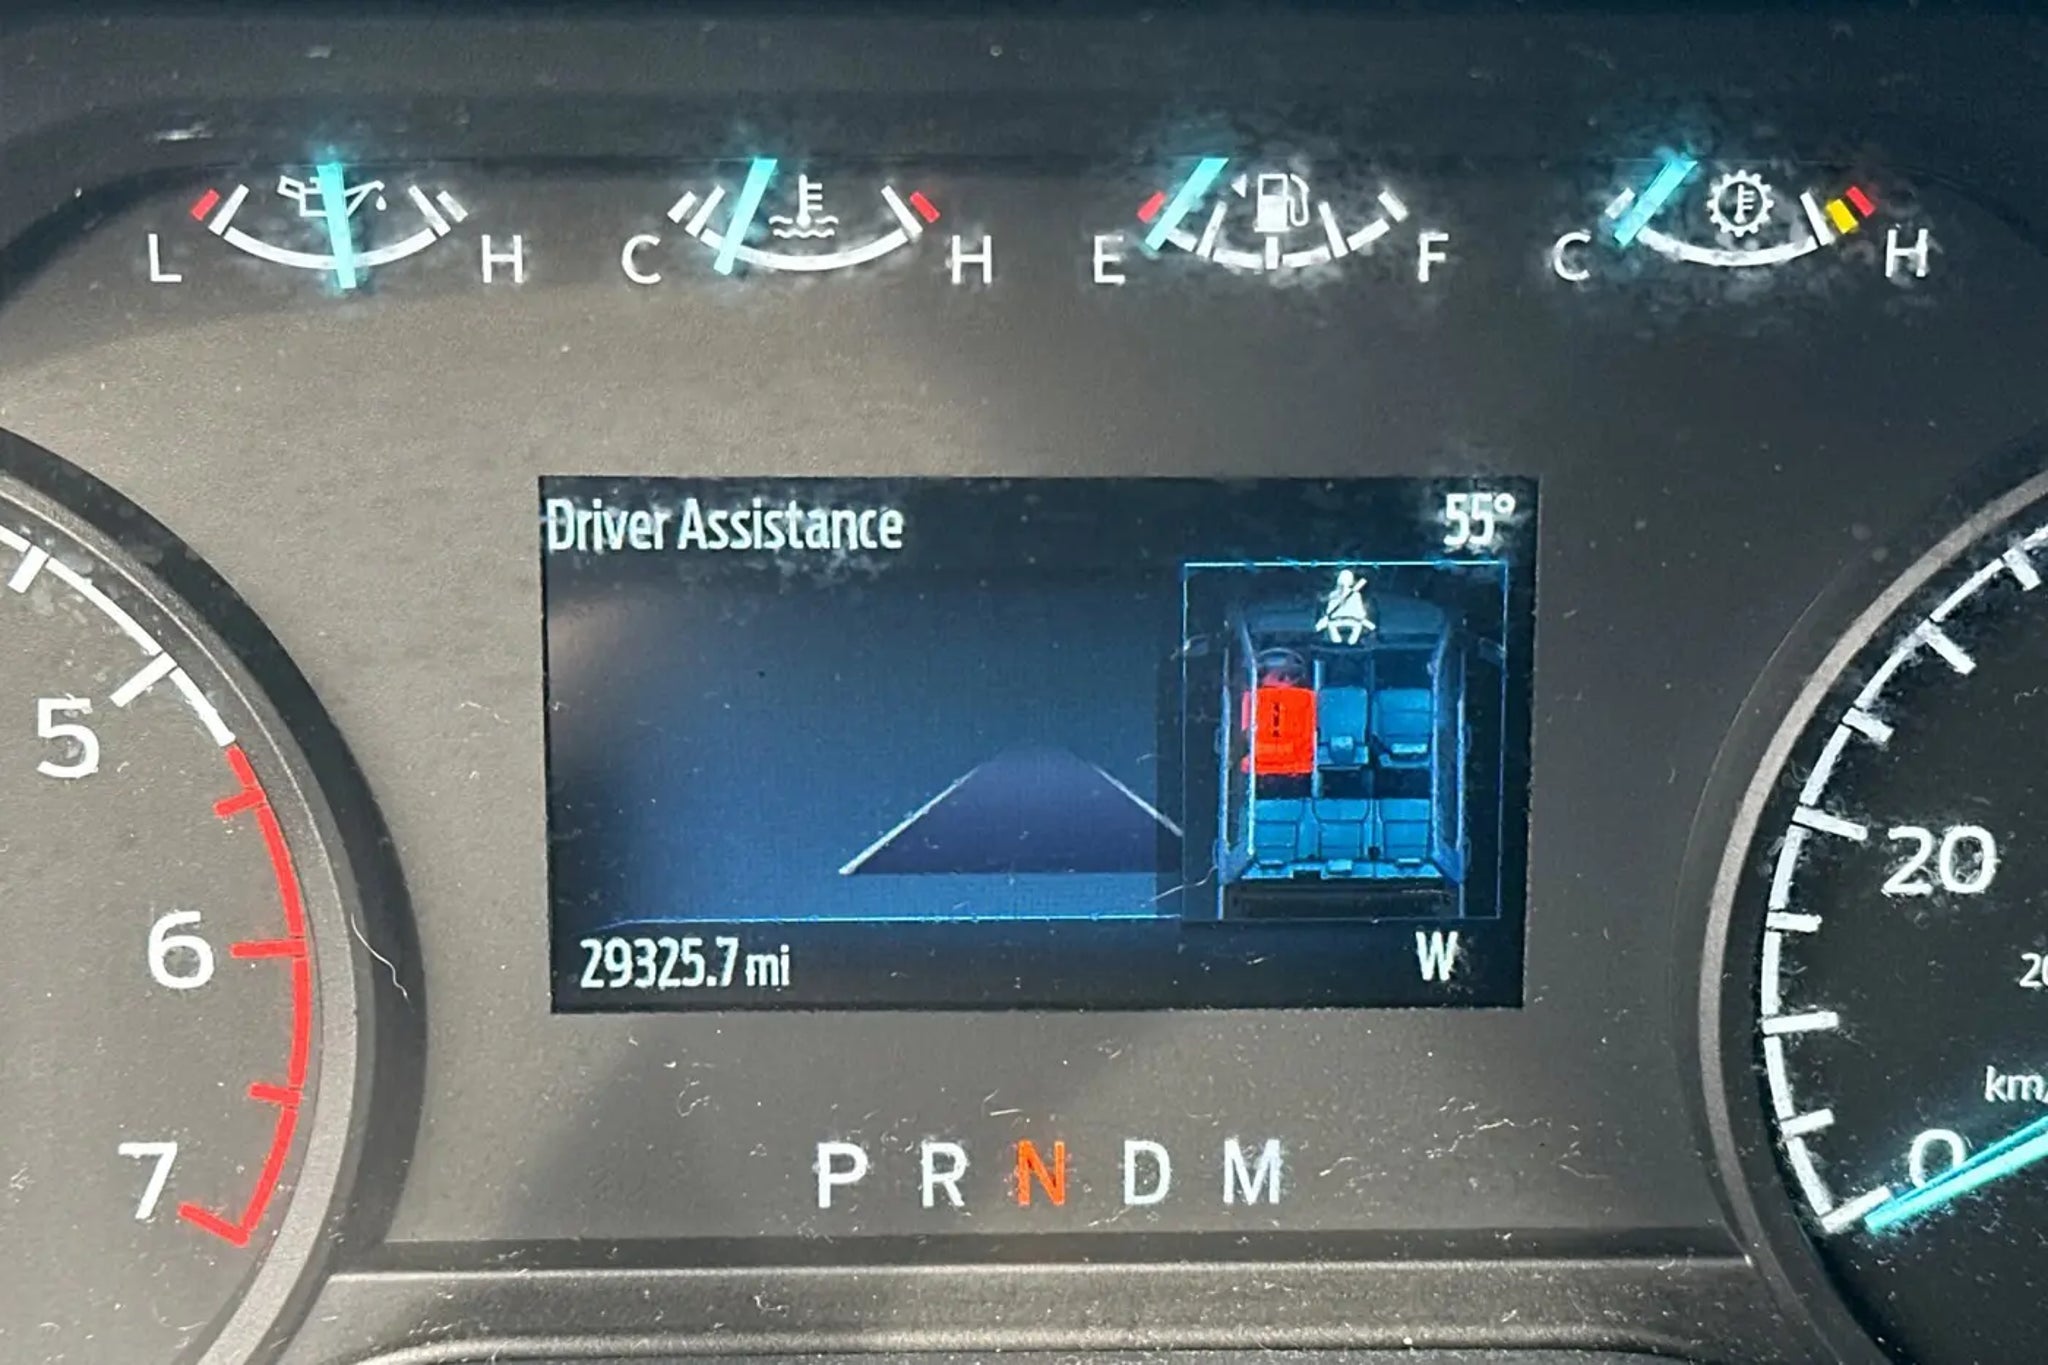 L H C H E F C H
Driver Assistance 55°
5
20
6
29325.7 mi W
km/
7
P R N D M
0